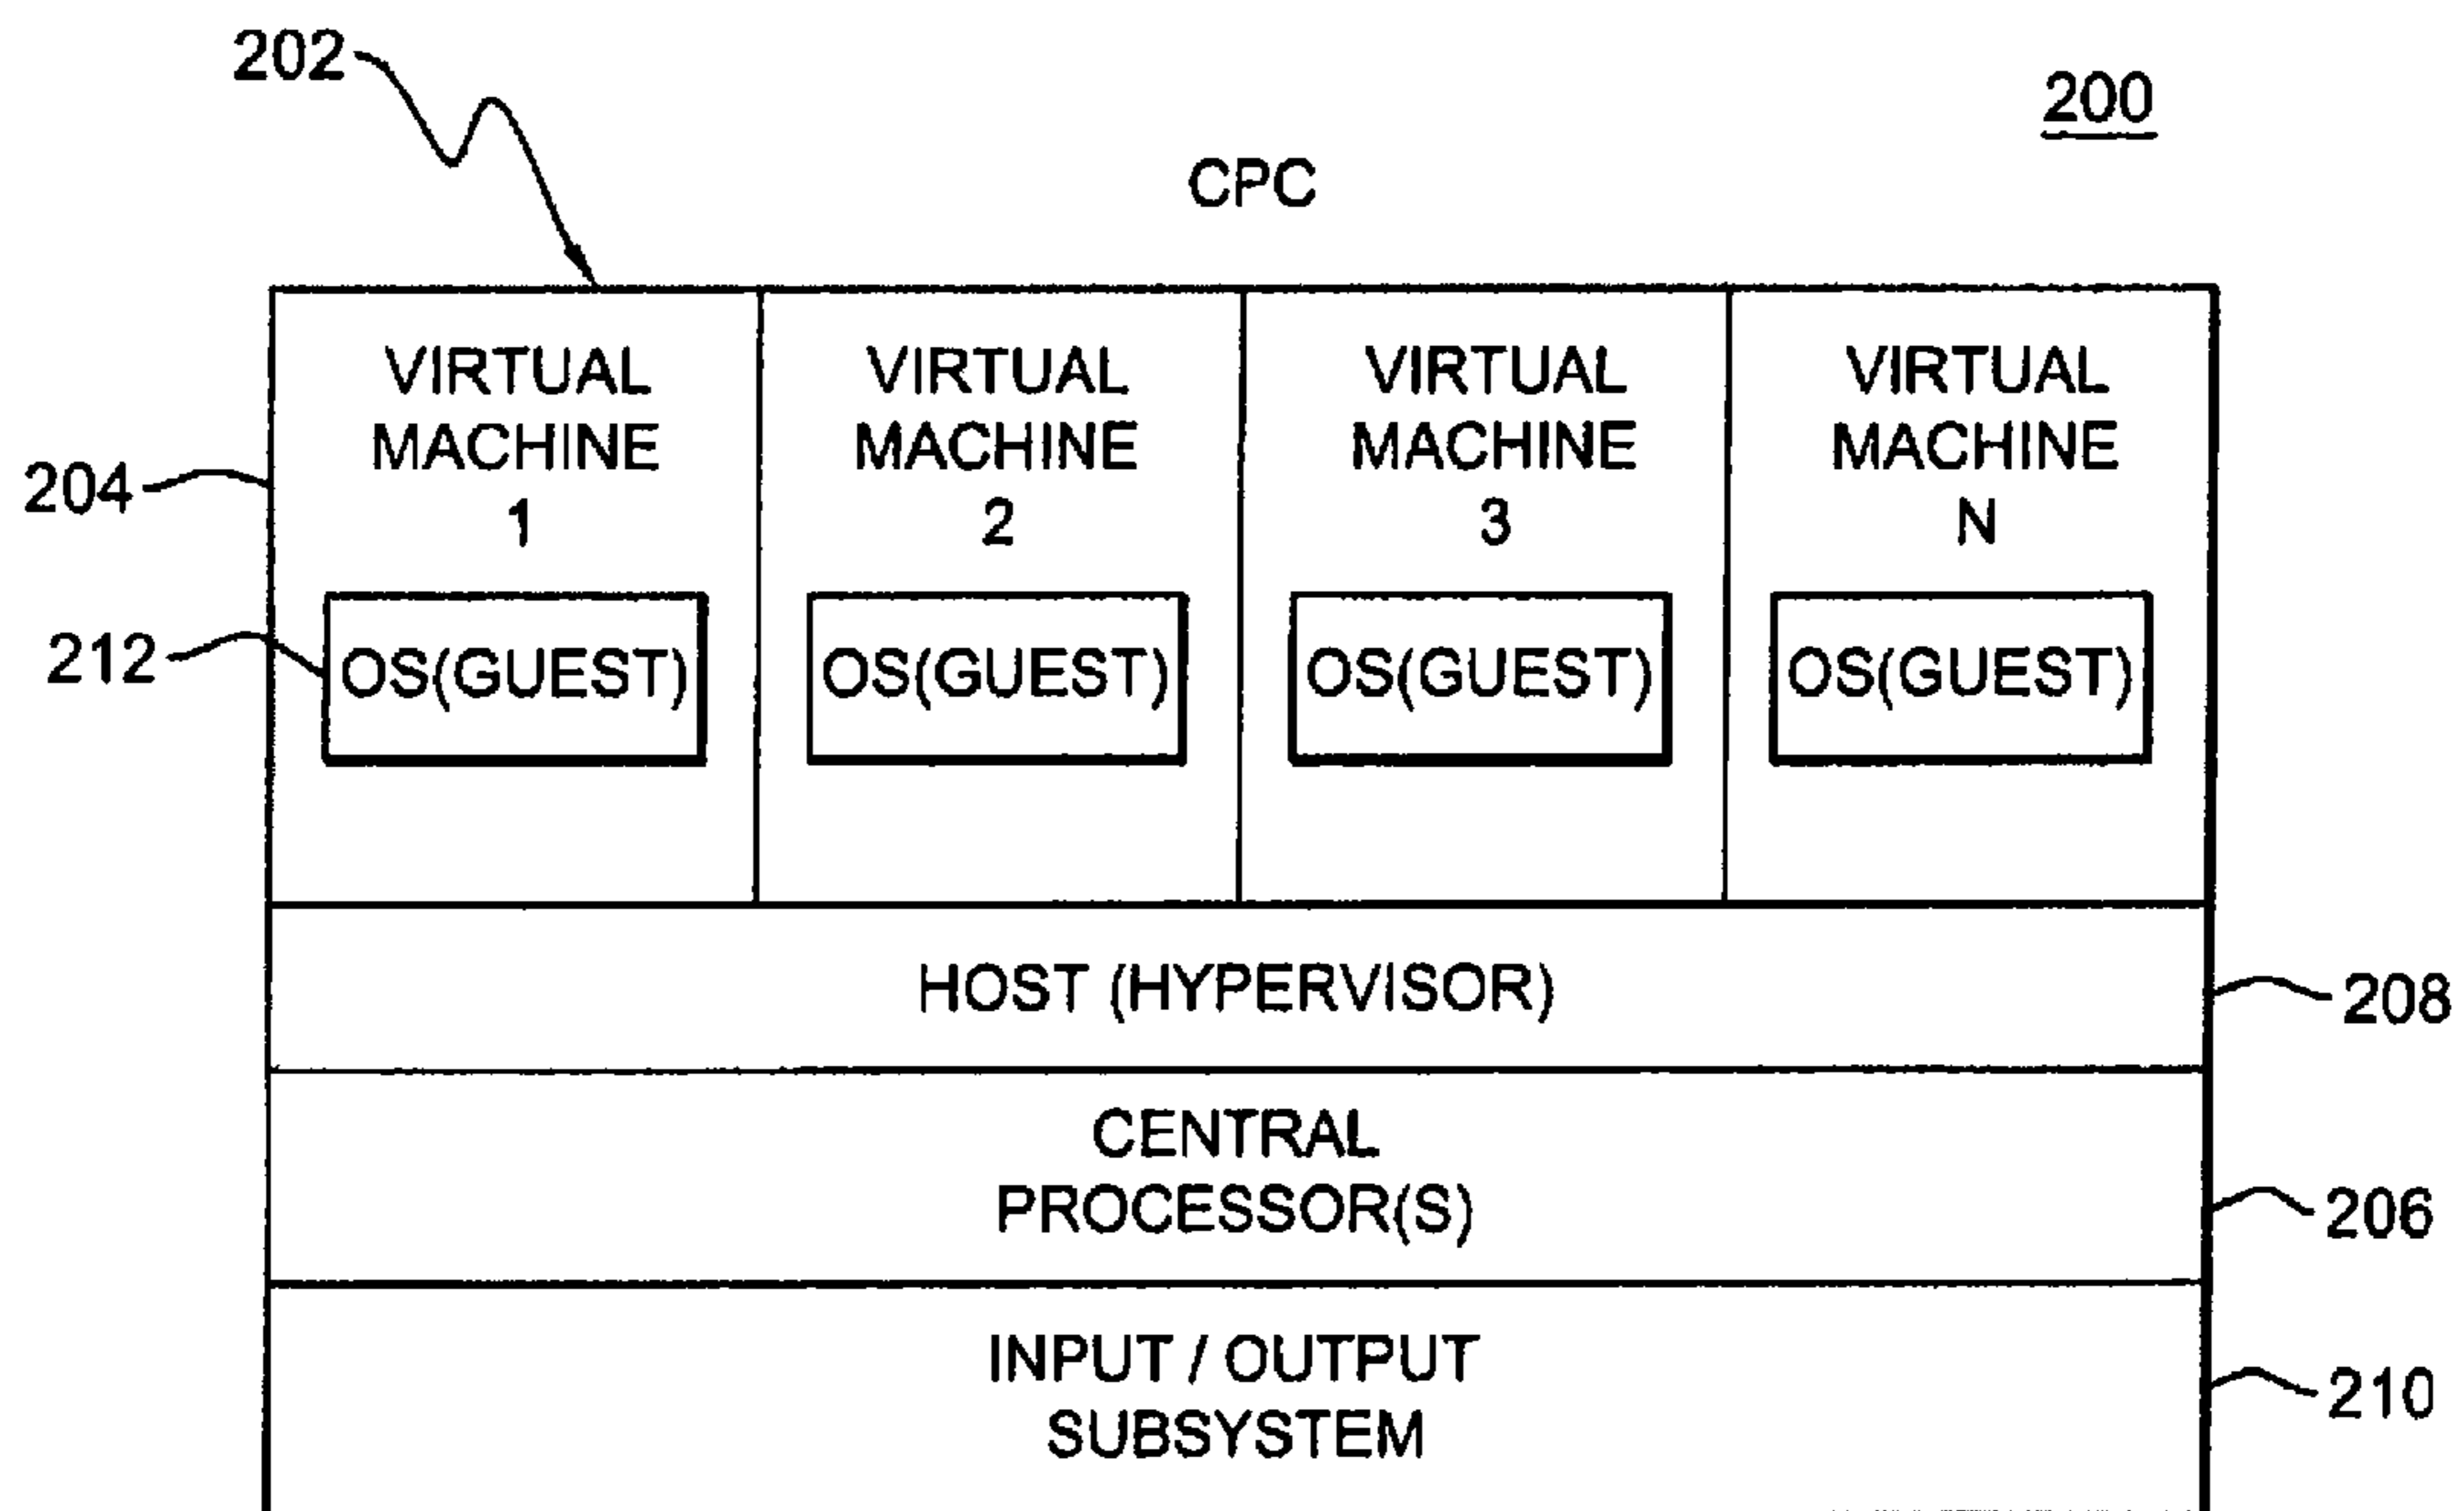 202
200
CPC
VIRTUAL
MACHINE
1
VIRTUAL
MACHINE
2
VIRTUAL
MACHINE
3
VIRTUAL
MACHINE
N
204
212
OS(GUEST)
OS(GUEST)
OS(GUEST)
OS(GUEST)
HOST (HYPERVISOR)
208
CENTRAL
PROCESSOR(S)
206
INPUT / OUTPUT
SUBSYSTEM
210